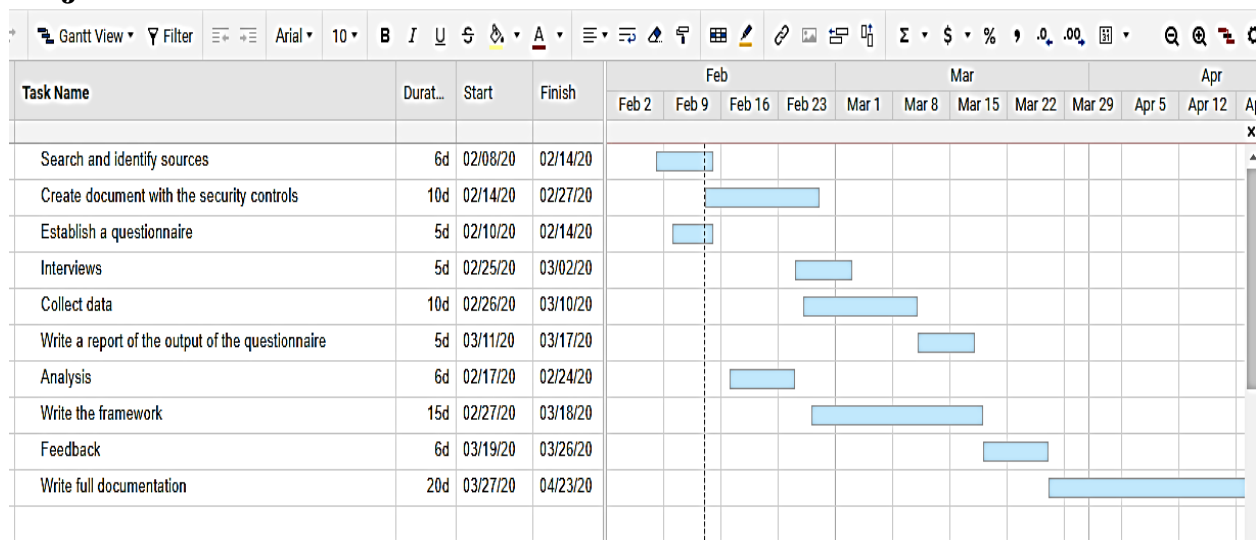 Gantt View Filter Arial 10 B I U S A Σ $ % , .0 .00 31
Feb Mar Apr
Task Name Durat... Start Finish
Feb 2 Feb 9 Feb 16 Feb 23 Mar 1 Mar 8 Mar 15 Mar 22 Mar 29 Apr 5 Apr 12
Search and identify sources 6d 02/08/20 02/14/20
Create document with the security controls 10d 02/14/20 02/27/20
Establish a questionnaire 5d 02/10/20 02/14/20
Interviews 5d 02/25/20 03/02/20
Collect data 10d 02/26/20 03/10/20
Write a report of the output of the questionnaire 5d 03/11/20 03/17/20
Analysis 6d 02/17/20 02/24/20
Write the framework 15d 02/27/20 03/18/20
Feedback 6d 03/19/20 03/26/20
Write full documentation 20d 03/27/20 04/23/20